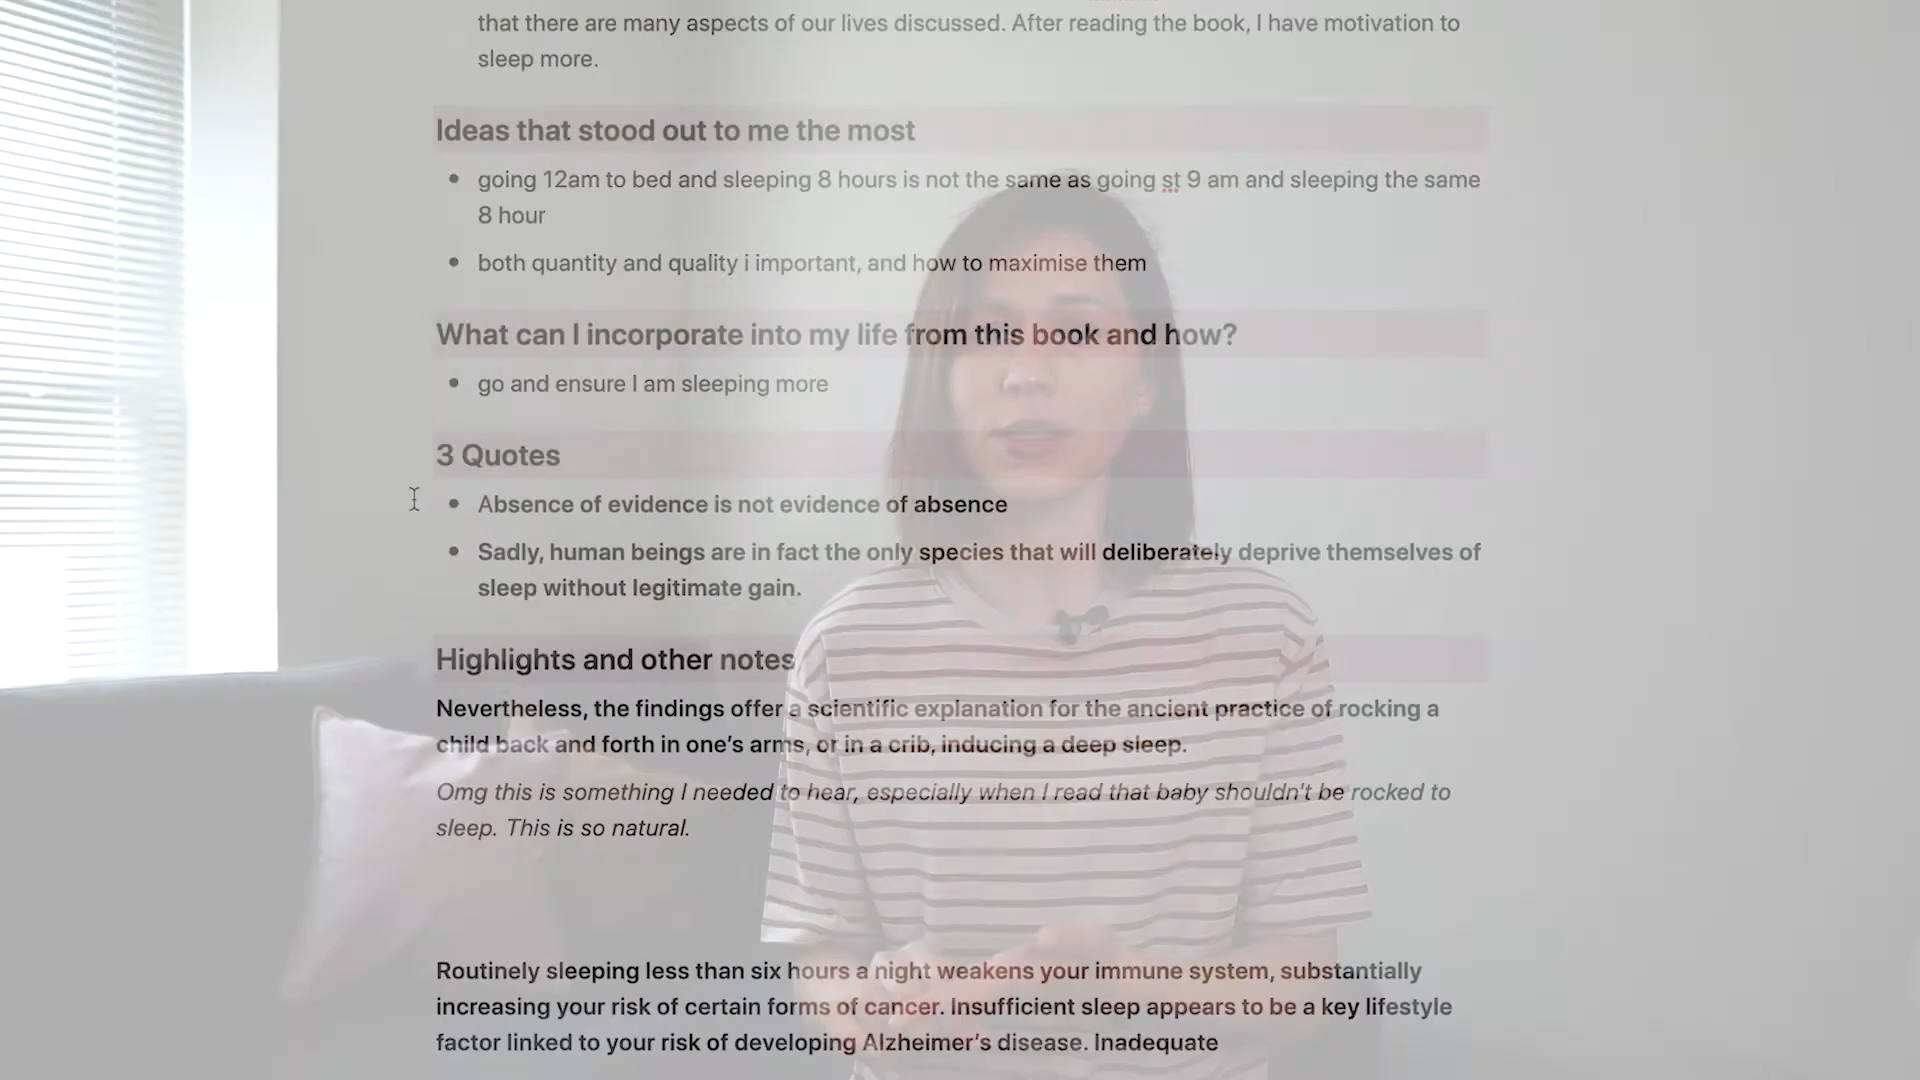 that there are many aspects of our lives discussed. After reading the book, I have motivation to
sleep more.
Ideas that stood out to me the most
going 12am to bed and sleeping 8 hours is not the same as going st 9 am and sleeping the same
8 hour
both quantity and quality i important, and how to maximise them
What can I incorporate into my life from this book and how?
go and ensure I am sleeping more
3 Quotes
Absence of evidence is not evidence of absence
Sadly, human beings are in fact the only species that will deliberately deprive themselves of
sleep without legitimate gain.
Highlights and other notes
Nevertheless, the findings offer a scientific explanation for the ancient practice of rocking a
child back and forth in one’s arms, or in a crib, inducing a deep sleep.
Omg this is something I needed to hear, especially when I read that baby shouldn't be rocked to
sleep. This is so natural.
Routinely sleeping less than six hours a night weakens your immune system, substantially
increasing your risk of certain forms of cancer. Insufficient sleep appears to be a key lifestyle
factor linked to your risk of developing Alzheimer’s disease. Inadequate